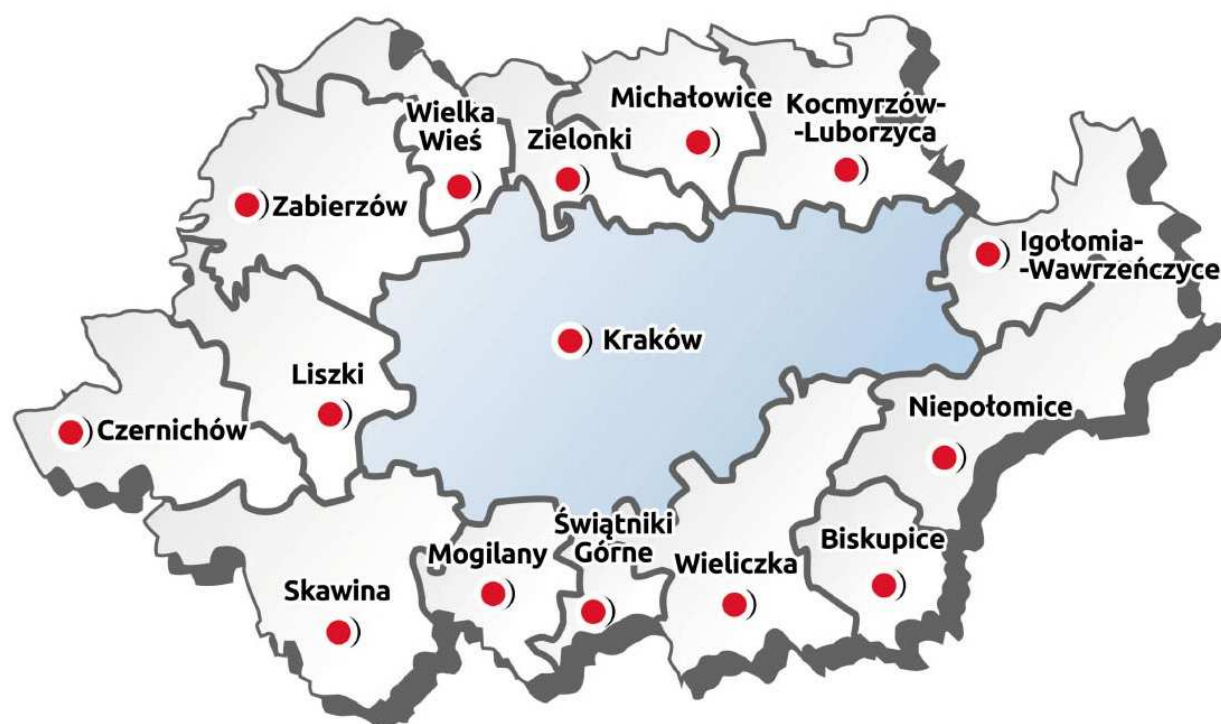 Wielka
Wieś
Zielonki
Michałowice
Kocmyrzów-
-Luborzyca
Zabierzów
Igołomia-
-Wawrzeńczyce
Kraków
Liszki
Czernichów
Niepołomice
Świątniki
Górne
Mogilany
Wieliczka
Biskupice
Skawina